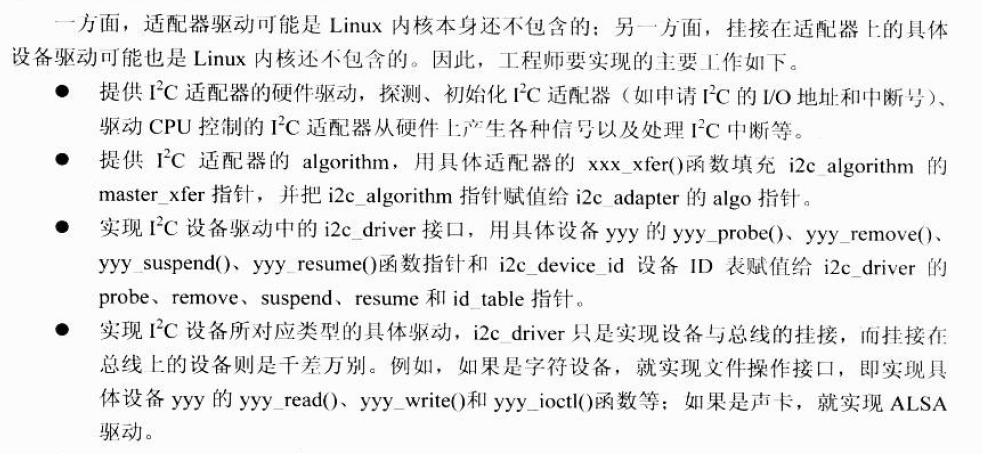 一方面，适配器驱动可能是 Linux 内核本身还不包含的；另一方面，挂接在适配器上的具体
设备驱动可能也是 Linux 内核还不包含的。因此，工程师要实现的主要工作如下。
● 提供 I²C 适配器的硬件驱动，探测、初始化 I²C 适配器（如申请 I²C 的 I/O 地址和中断号）、
驱动 CPU 控制的 I²C 适配器从硬件上产生各种信号以及处理 I²C 中断等。
● 提供 I²C 适配器的 algorithm，用具体适配器的 xxx_xfer()函数填充 i2c_algorithm 的
master_xfer 指针，并把 i2c_algorithm 指针赋值给 i2c_adapter 的 algo 指针。
● 实现 I²C 设备驱动中的 i2c_driver 接口，用具体设备 yyy 的 yyy_probe()、yyy_remove()、
yyy_suspend()、yyy_resume()函数指针和 i2c_device_id 设备 ID 表赋值给 i2c_driver 的
probe、remove、suspend、resume 和 id_table 指针。
● 实现 I²C 设备所对应类型的具体驱动，i2c_driver 只是实现设备与总线的挂接，而挂接在
总线上的设备则是千差万别。例如，如果是字符设备，就实现文件操作接口，即实现具
体设备 yyy 的 yyy_read()、yyy_write()和 yyy_ioctl()函数等；如果是声卡，就实现 ALSA
驱动。